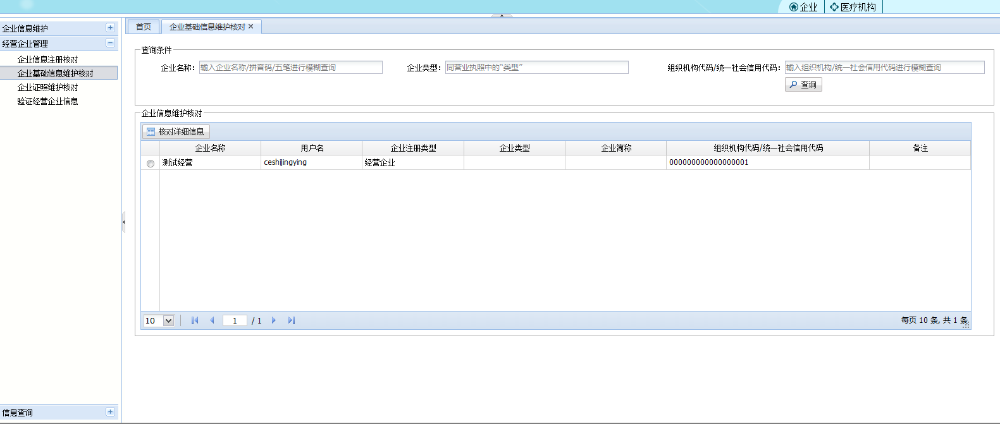 企业 医疗机构
企业信息维护
经营企业管理
企业信息注册核对
企业基础信息维护核对
企业证照维护核对
验证经营企业信息
信息查询
首页 企业基础信息维护核对
查询条件
企业名称： 输入企业名称/拼音码/五笔进行模糊查询 企业类型： 同营业执照中的“类型” 组织机构代码/统一社会信用代码： 输入组织机构/统一社会信用代码进行模糊查询
查询
企业信息维护核对
核对详细信息
企业名称 用户名 企业注册类型 企业类型 企业简称 组织机构代码/统一社会信用代码 备注
测试经营 ceshijingying 经营企业 000000000000000001
10 1 / 1 每页 10 条, 共 1 条